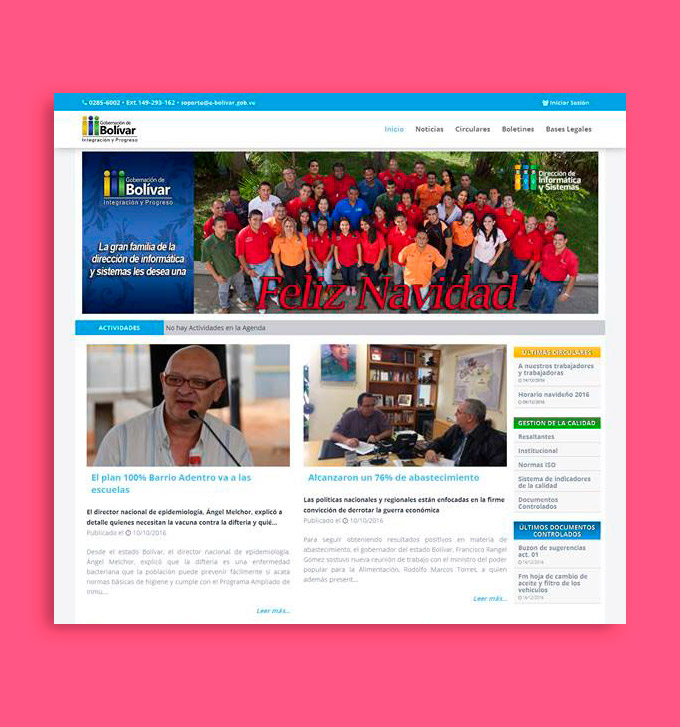 0285-6002 • Ext.149-293-162 • soporte@e-bolivar.gob.ve
Iniciar Sesión
Gobernación de
Bolívar
Integración y Progreso
Inicio
Noticias
Circulares
Boletines
Bases Legales
Gobernación de
Bolívar
Integración y Progreso
La gran familia de la
dirección de informática
y sistemas les desea una
Dirección de
Informática
y Sistemas
Feliz Navidad
ACTIVIDADES
No hay Actividades en la Agenda
El plan 100% Barrio Adentro va a las
escuelas
El director nacional de epidemiología, Ángel Melchor, explicó a
detalle quienes necesitan la vacuna contra la difteria y qué...
Publicado el 10/10/2016
Desde el estado Bolívar, el director nacional de epidemiología,
Ángel Melchor, explicó que la difteria es una enfermedad
bacteriana que la población puede prevenir fácilmente si acata
normas Básicas de higiene y cumple con el Programa Ampliado de
Inmu...
Leer más...
Alcanzaron un 76% de abastecimiento
Las políticas nacionales y regionales están enfocadas en la firme
convicción de derrotar la guerra económica
Publicado el 10/10/2016
Para seguir obteniendo resultados positivos en materia de
abastecimiento, el gobernador del estado Bolívar, Francisco Rangel
Gómez sostuvo nueva reunión de trabajo con el ministro del poder
popular para la Alimentación, Rodolfo Marcos Torres, a quien
además present...
Leer más...
ÚLTIMAS CIRCULARES
A nuestros trabajadores
y trabajadoras
Horario navideño 2016
GESTION DE LA CALIDAD
Resaltantes
Institucional
Normas ISO
Sistema de indicadores
de la calidad
Documentos
Controlados
ÚLTIMOS DOCUMENTOS
CONTROLADOS
Buzon de sugerencias
act. 01
Fm hoja de cambio de
aceite y filtro de los
vehículos